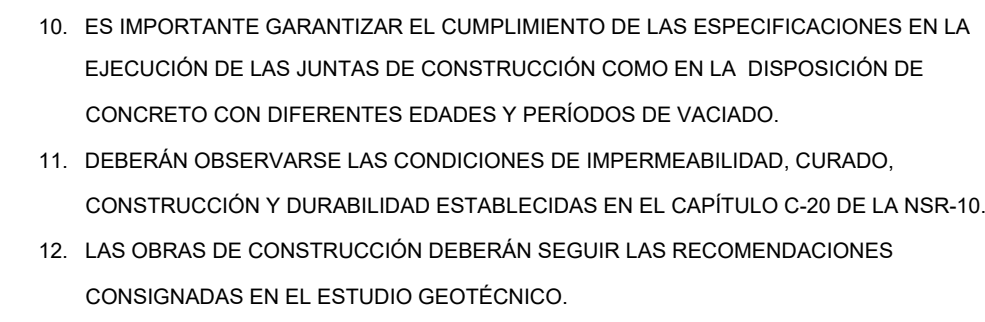 10. ES IMPORTANTE GARANTIZAR EL CUMPLIMIENTO DE LAS ESPECIFICACIONES EN LA
EJECUCIÓN DE LAS JUNTAS DE CONSTRUCCIÓN COMO EN LA DISPOSICIÓN DE
CONCRETO CON DIFERENTES EDADES Y PERÍODOS DE VACIADO.
11. DEBERÁN OBSERVARSE LAS CONDICIONES DE IMPERMEABILIDAD, CURADO,
CONSTRUCCIÓN Y DURABILIDAD ESTABLECIDAS EN EL CAPÍTULO C-20 DE LA NSR-10.
12. LAS OBRAS DE CONSTRUCCIÓN DEBERÁN SEGUIR LAS RECOMENDACIONES
CONSIGNADAS EN EL ESTUDIO GEOTÉCNICO.